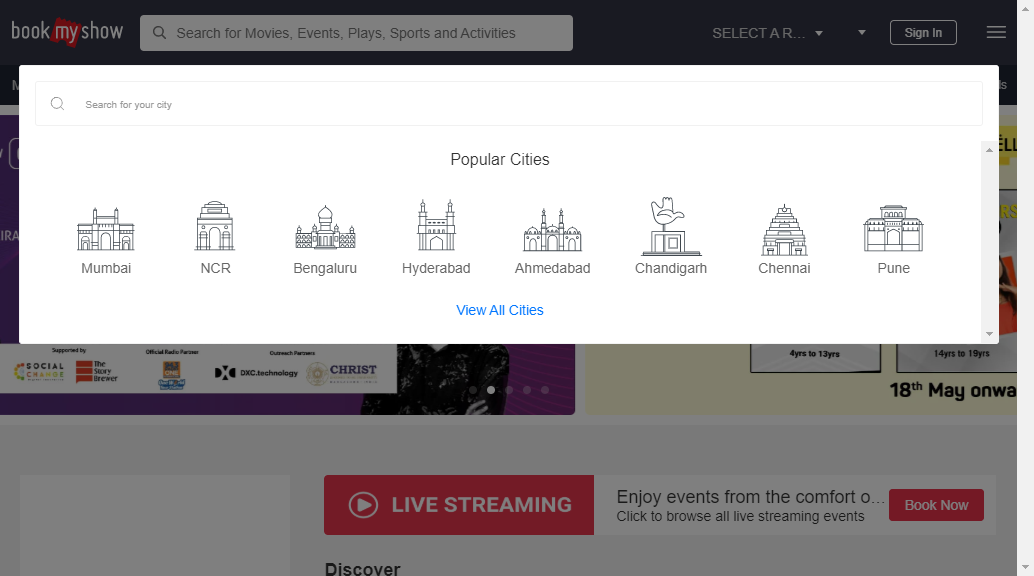 bookmyshow
Search for Movies, Events, Plays, Sports and Activities
SELECT A R...
Sign In
Search for your city
Popular Cities
Mumbai
NCR
Bengaluru
Hyderabad
Ahmedabad
Chandigarh
Chennai
Pune
View All Cities
Supported by
Official Radio Partner
Outreach Partners
SOCIAL
CHANGE
The
Story
Brewer
DXC.technology
CHRIST
4yrs to 13yrs
14yrs to 19yrs
18th May onwa
LIVE STREAMING
Enjoy events from the comfort o...
Click to browse all live streaming events
Book Now
Discover